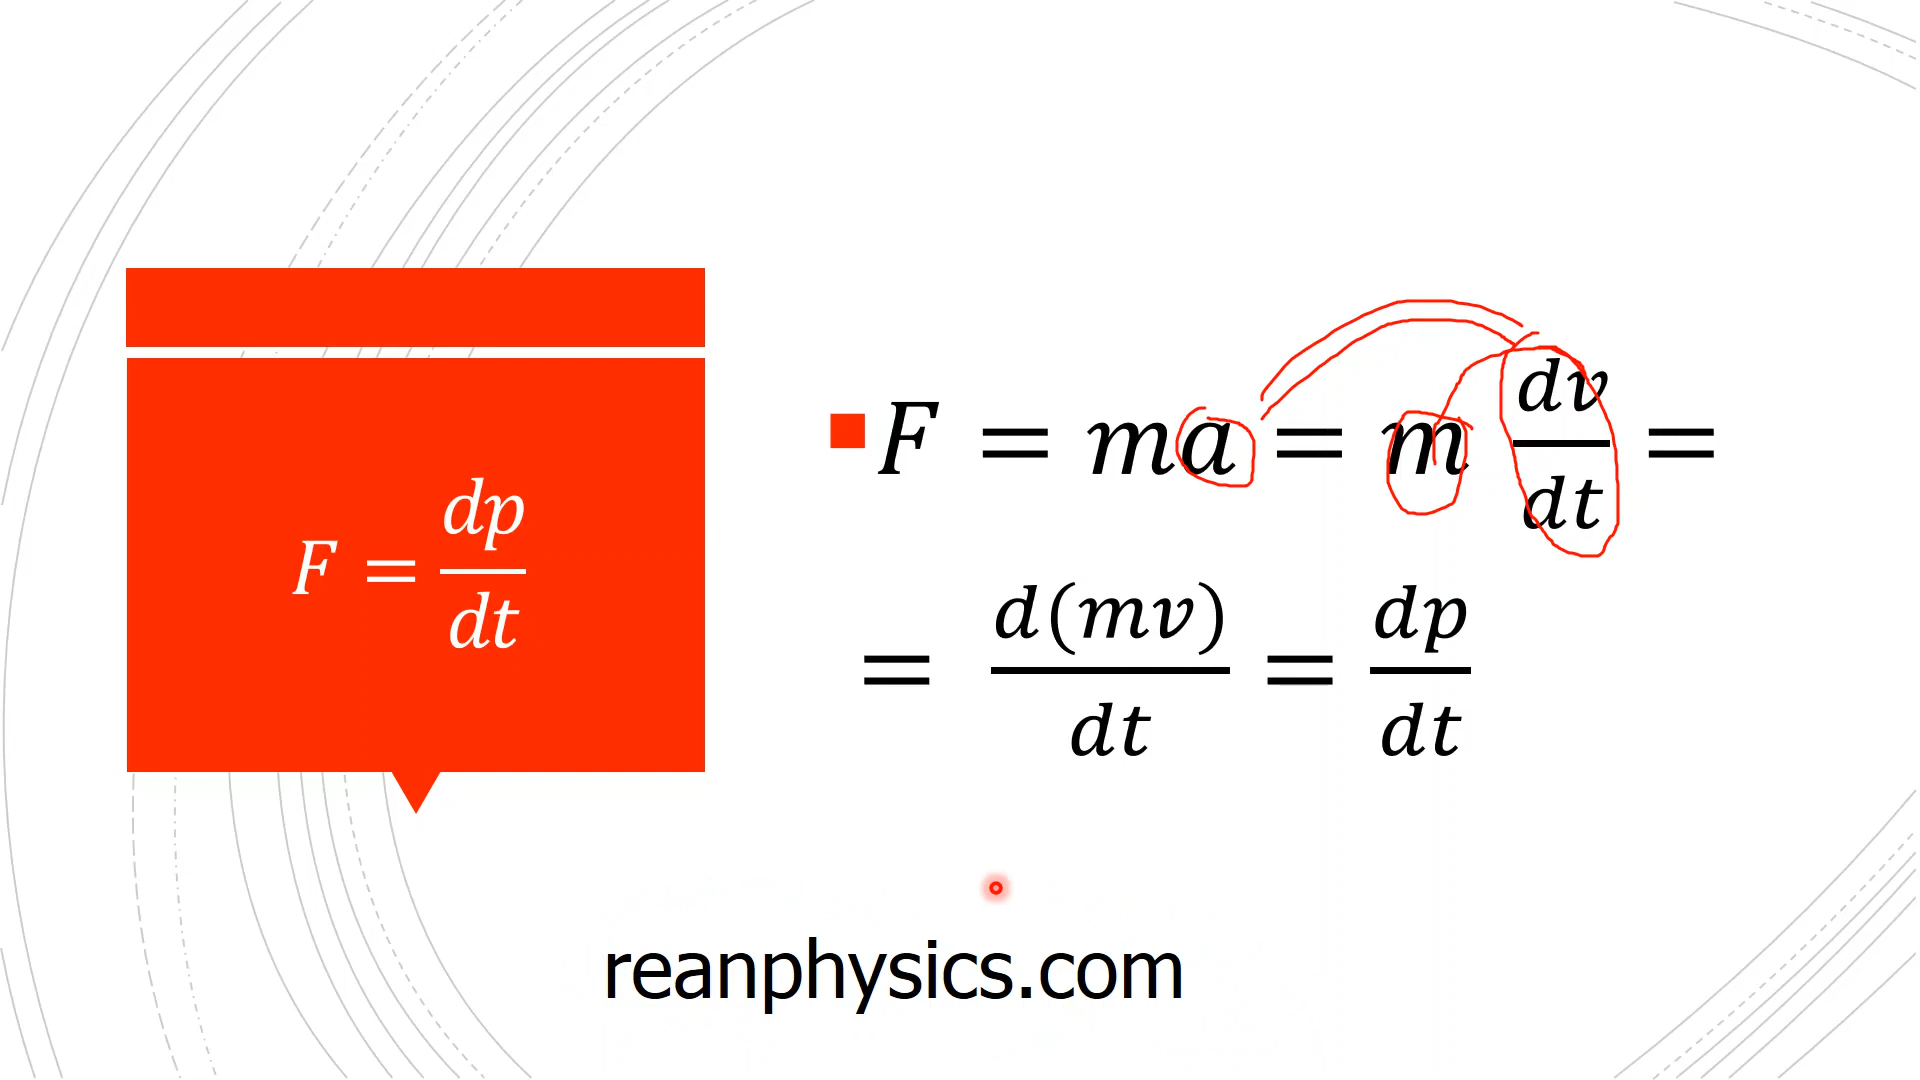 F = dp/dt
F = ma = m dv/dt =
= d(mv)/dt = dp/dt
reanphysics.com